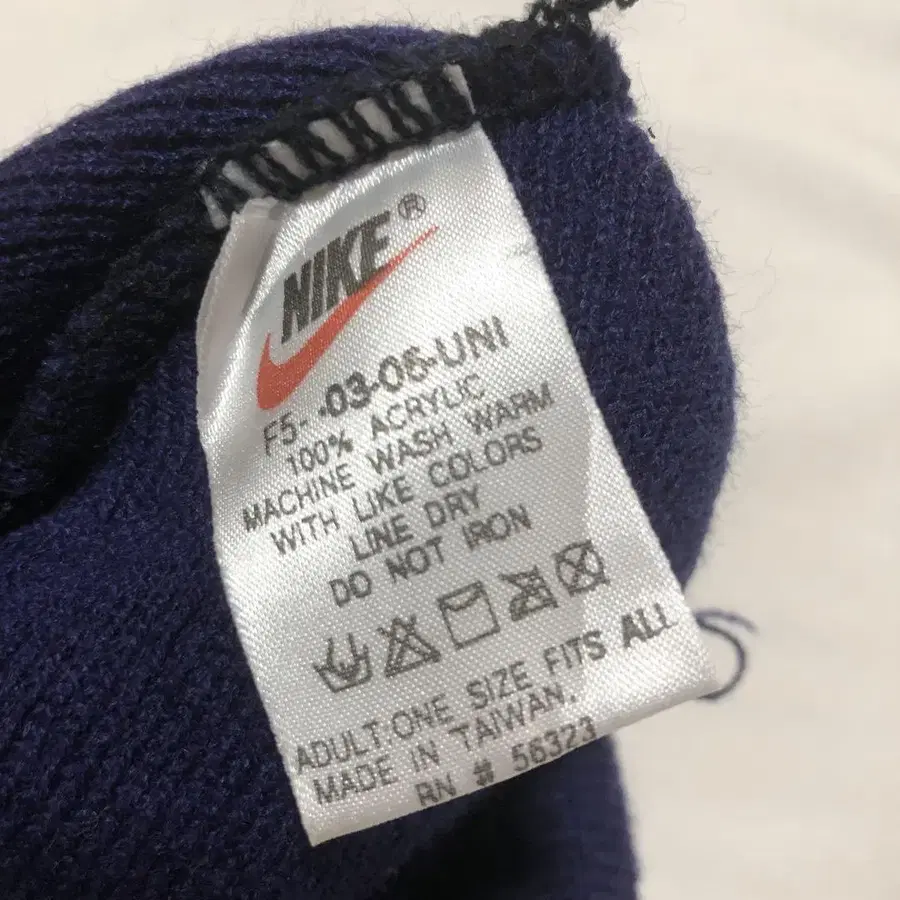 NIKE®
F5- -03-06-UNI
100% ACRYLIC
MACHINE WASH WARM
WITH LIKE COLORS
LINE DRY
DO NOT IRON
ADULT:ONE SIZE FITS ALL
MADE IN TAIWAN.
RN # 56323